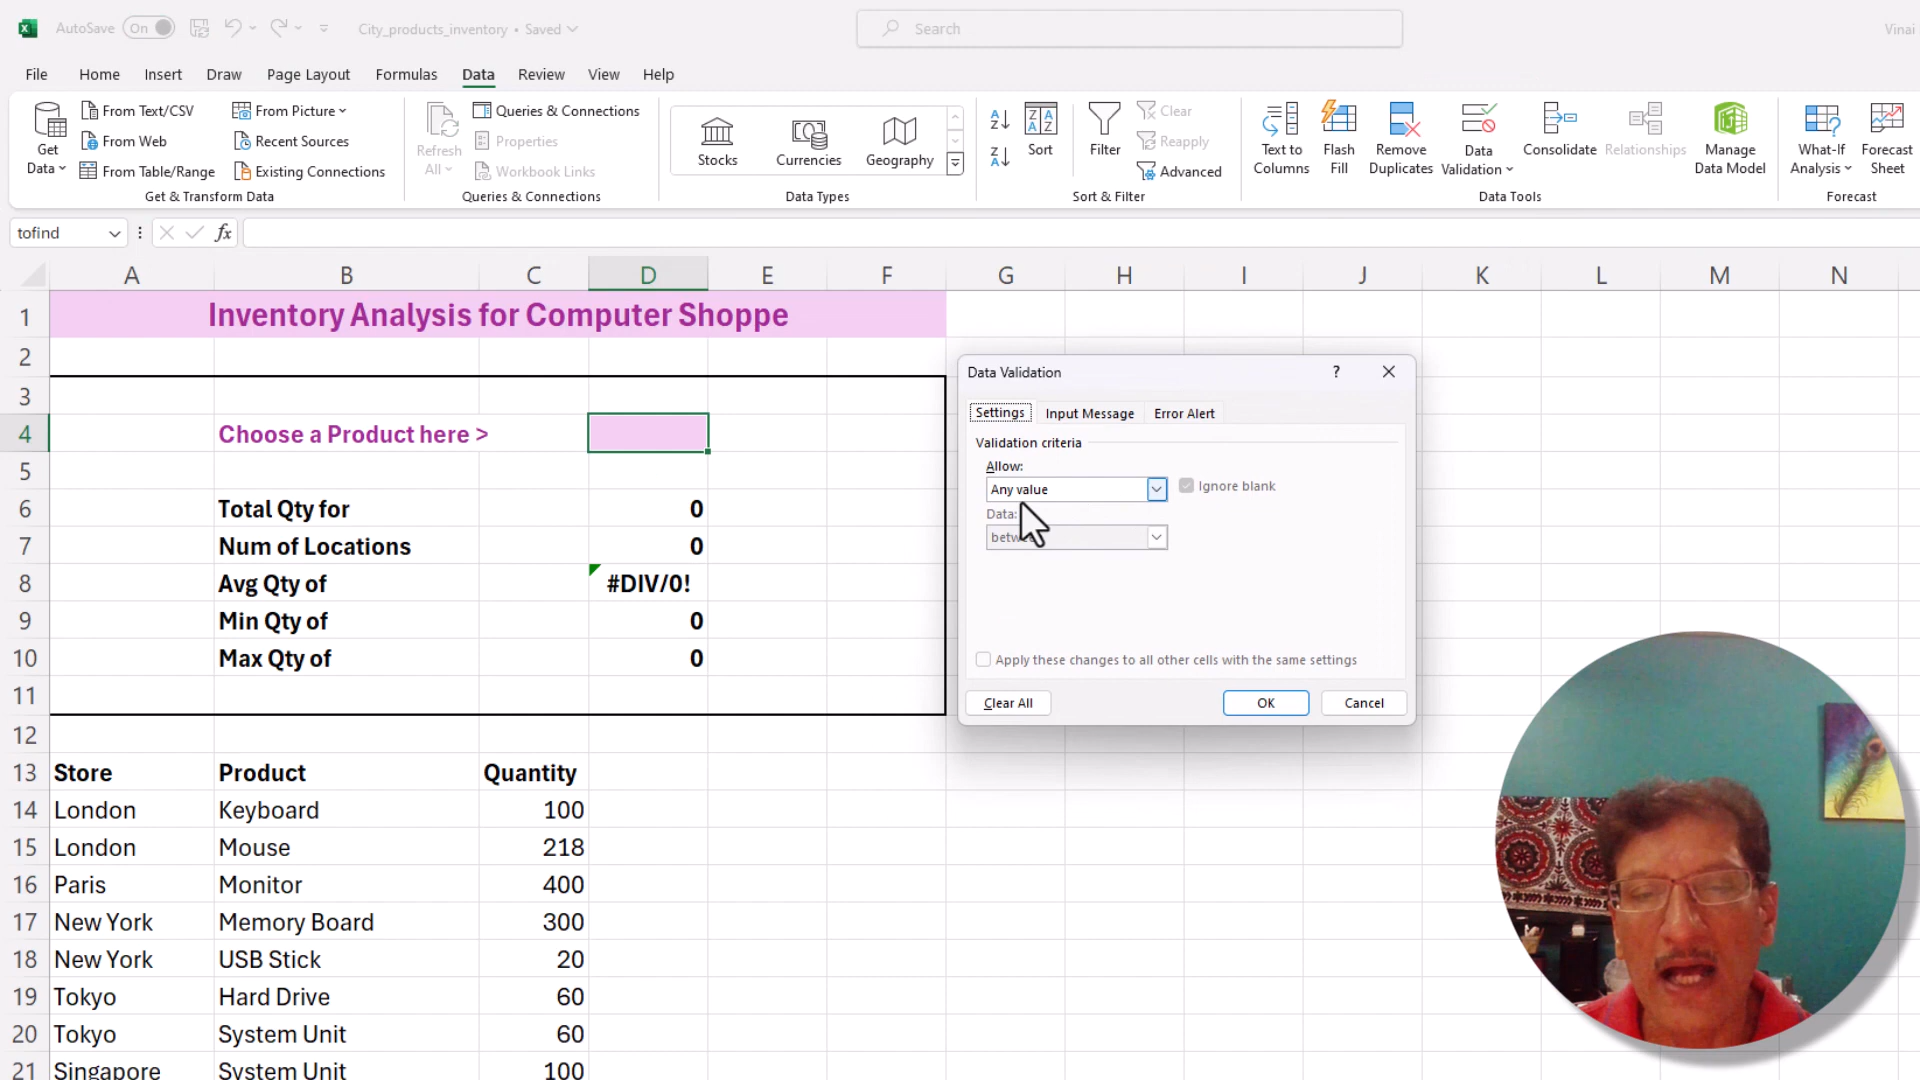 AutoSave On City_products_inventory • Saved Search Vinai
File Home Insert Draw Page Layout Formulas Data Review View Help
Get Data From Text/CSV From Web From Table/Range From Picture Recent Sources Existing Connections
Get & Transform Data
Refresh All Queries & Connections Properties Workbook Links
Queries & Connections
Stocks Currencies Geography
Data Types
Sort Filter Clear Reapply Advanced
Sort & Filter
Text to Columns Flash Fill Remove Duplicates Data Validation Consolidate Relationships Manage Data Model
Data Tools
What-If Analysis Forecast Sheet
Forecast
tofind fx
A B C D E F G H I J K L M N
1 Inventory Analysis for Computer Shoppe
2
3
4 Choose a Product here >
5
6 Total Qty for 0
7 Num of Locations 0
8 Avg Qty of #DIV/0!
9 Min Qty of 0
10 Max Qty of 0
11
12
13 Store Product Quantity
14 London Keyboard 100
15 London Mouse 218
16 Paris Monitor 400
17 New York Memory Board 300
18 New York USB Stick 20
19 Tokyo Hard Drive 60
20 Tokyo System Unit 60
21 Singapore System Unit 100
Data Validation ?
Settings Input Message Error Alert
Validation criteria
Allow:
Any value Ignore blank
Data:
Apply these changes to all other cells with the same settings
Clear All OK Cancel